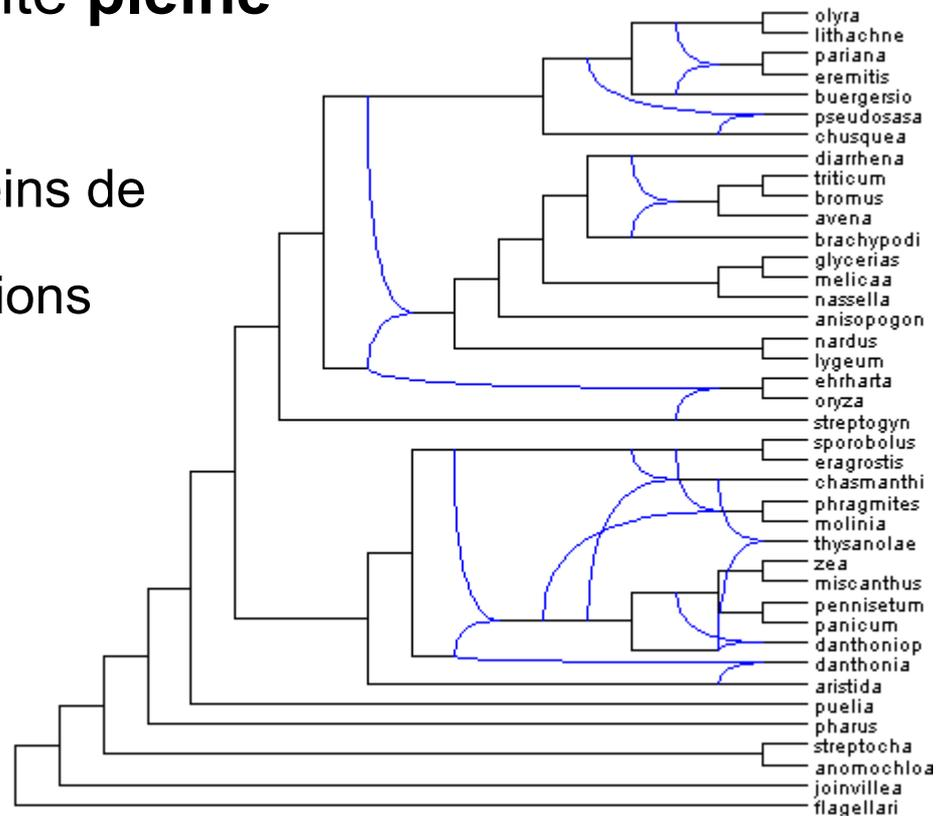 pleine
ins de
ions
olyra
lithachne
pariana
eremitis
buergersio
pseudosasa
chusquea
diarrhena
triticum
bromus
avena
brachypodi
glycerias
melicaa
nassella
anisopogon
nardus
lygeum
ehrharta
oryza
streptogyn
sporobolus
eragrostis
chasmanthi
phragmites
molinia
thysanolae
zea
miscanthus
pennisetum
panicum
danthoniop
danthonia
aristida
puelia
pharus
streptocha
anomochloa
joinvillea
flagellari